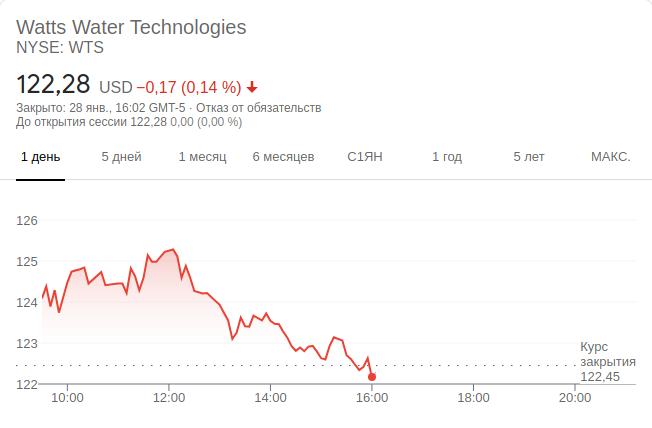 Watts Water Technologies
NYSE: WTS
122,28 USD −0,17 (0,14 %)
Закрыто: 28 янв., 16:02 GMT-5 · Отказ от обязательств
До открытия сессии 122,28 0,00 (0,00 %)
1 день 5 дней 1 месяц 6 месяцев С1ЯН 1 год 5 лет МАКС.
126
125
124
123
Курс
закрытия
122,45
122
10:00 12:00 14:00 16:00 18:00 20:00